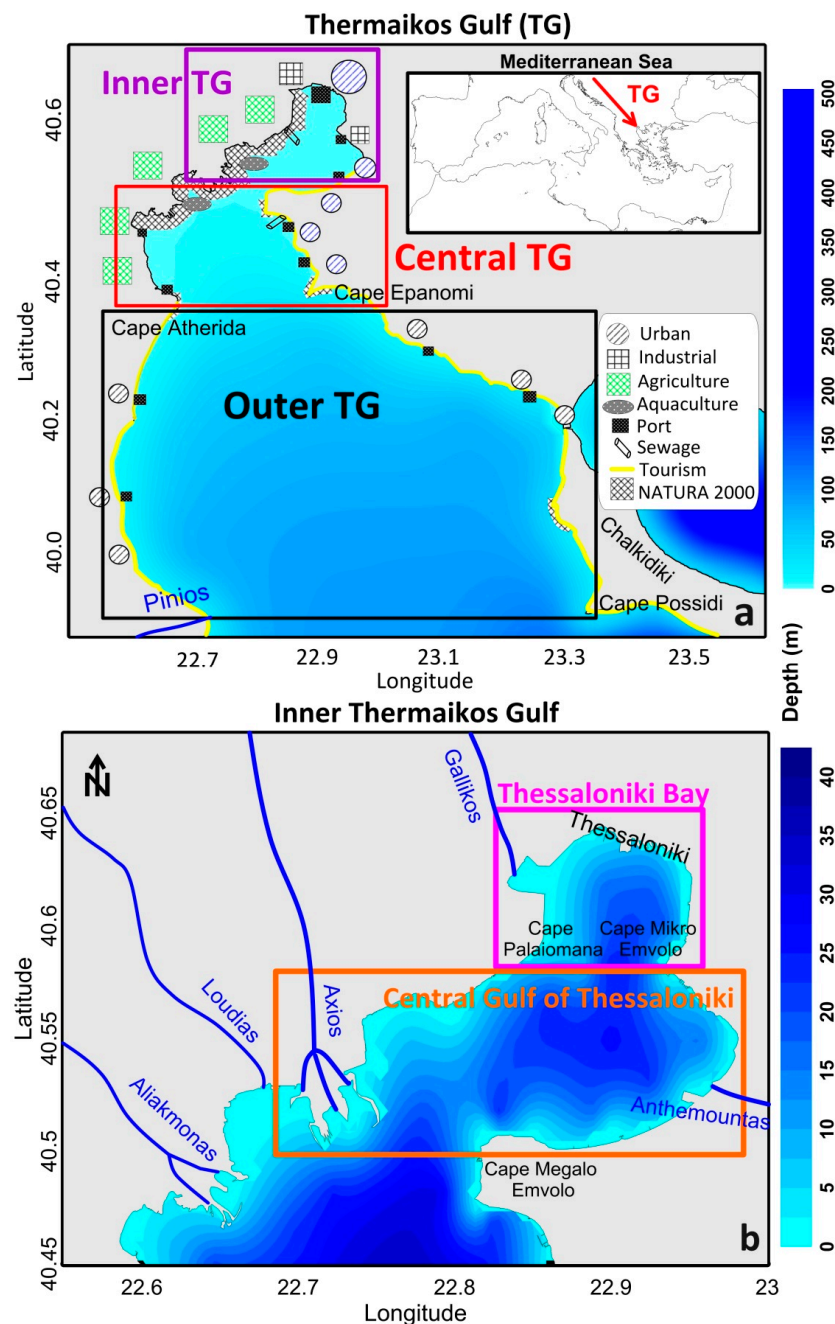 Thermaikos Gulf (TG)
Inner TG
Mediterranean Sea
TG
Central TG
Cape Epanomi
Cape Atherida
Outer TG
Urban
Industrial
Agriculture
Aquaculture
Port
Sewage
Tourism
NATURA 2000
Chalkidiki
Cape Possidi
Pinios
a
40.6
40.4
40.2
40.0
Latitude
22.7 22.9 23.1 23.3 23.5
Longitude
500
450
400
350
300
250
200
150
100
50
0
Depth (m)
Inner Thermaikos Gulf
N
Gallikos
Thessaloniki Bay
Thessaloniki
Cape
Palaiomana
Cape Mikro
Emvolo
Central Gulf of Thessaloniki
Loudias
Axios
Aliakmonas
Anthemountas
Cape Megalo
Emvolo
b
40.65
40.6
40.55
40.5
40.45
Latitude
22.6 22.7 22.8 22.9 23
Longitude
40
35
30
25
20
15
10
5
0